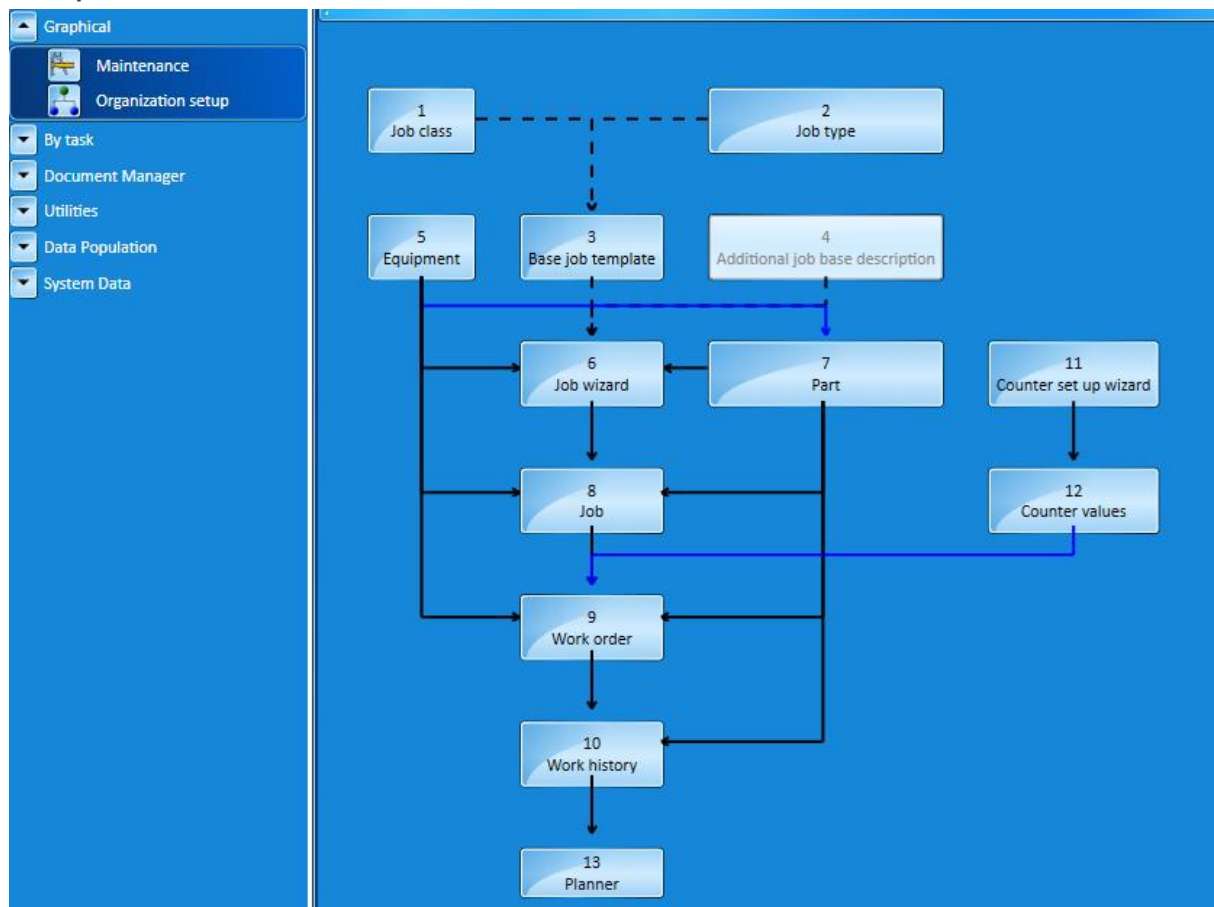 Graphical
Maintenance
Organization setup
By task
Document Manager
Utilities
Data Population
System Data
1
Job class
2
Job type
5
Equipment
3
Base job template
4
Additional job base description
6
Job wizard
7
Part
11
Counter set up wizard
8
Job
12
Counter values
9
Work order
10
Work history
13
Planner